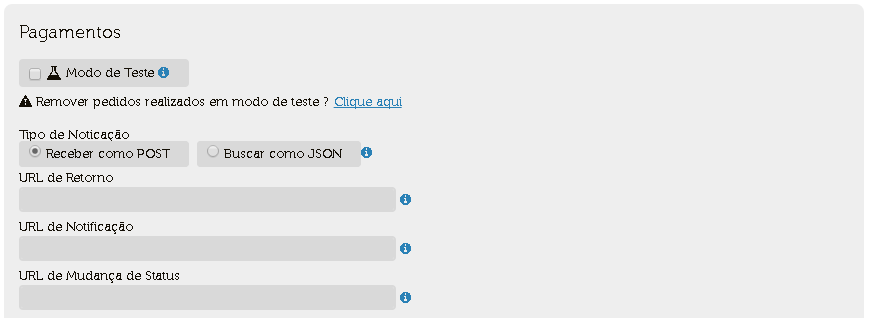 Pagamentos
Modo de Teste
Remover pedidos realizados em modo de teste ? Clique aqui
Tipo de Noticação
Receber como POST Buscar como JSON
URL de Retorno
URL de Notificação
URL de Mudança de Status